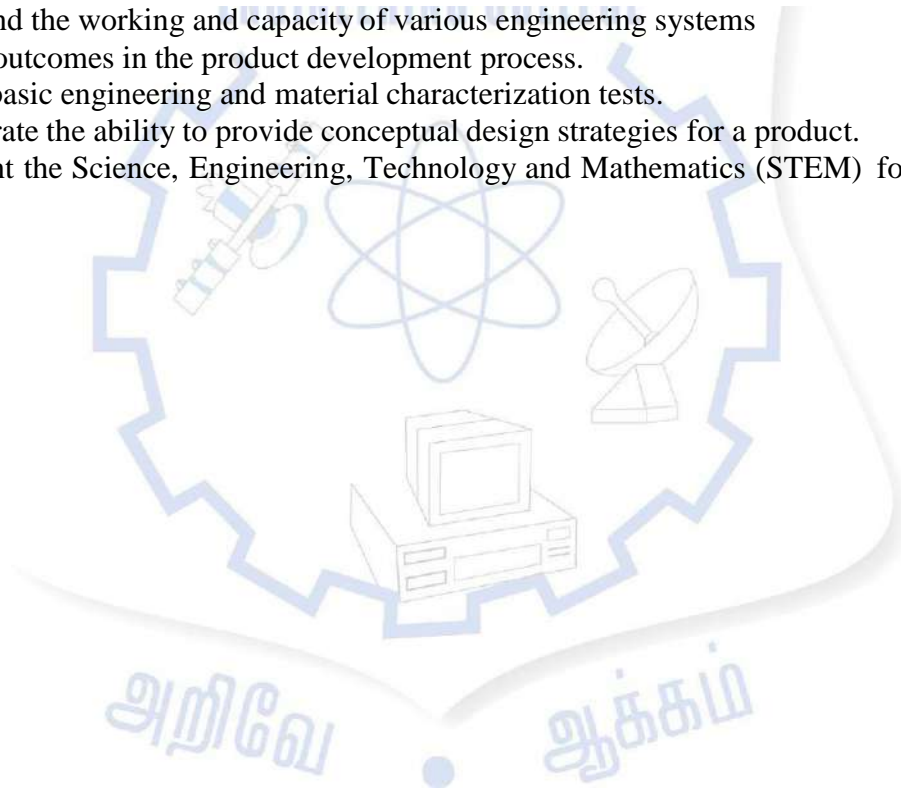 nd the working and capacity of various engineering systems
outcomes in the product development process.
basic engineering and material characterization tests.
rate the ability to provide conceptual design strategies for a product.
nt the Science, Engineering, Technology and Mathematics (STEM) fo
அறிவே ஆக்கம்